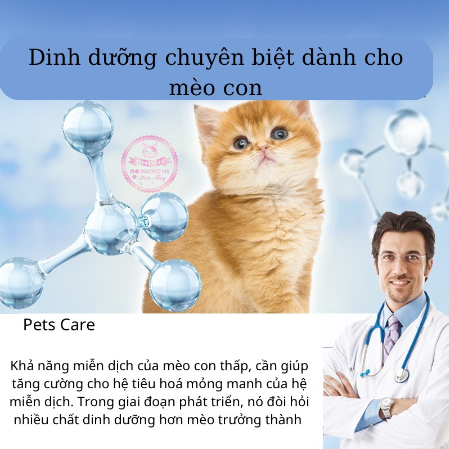 Dinh dưỡng chuyên biệt dành cho
mèo con
Pets Care
Khả năng miễn dịch của mèo con thấp, cần giúp
tăng cường cho hệ tiêu hoá mỏng manh của hệ
miễn dịch. Trong giai đoạn phát triển, nó đòi hỏi
nhiều chất dinh dưỡng hơn mèo trưởng thành